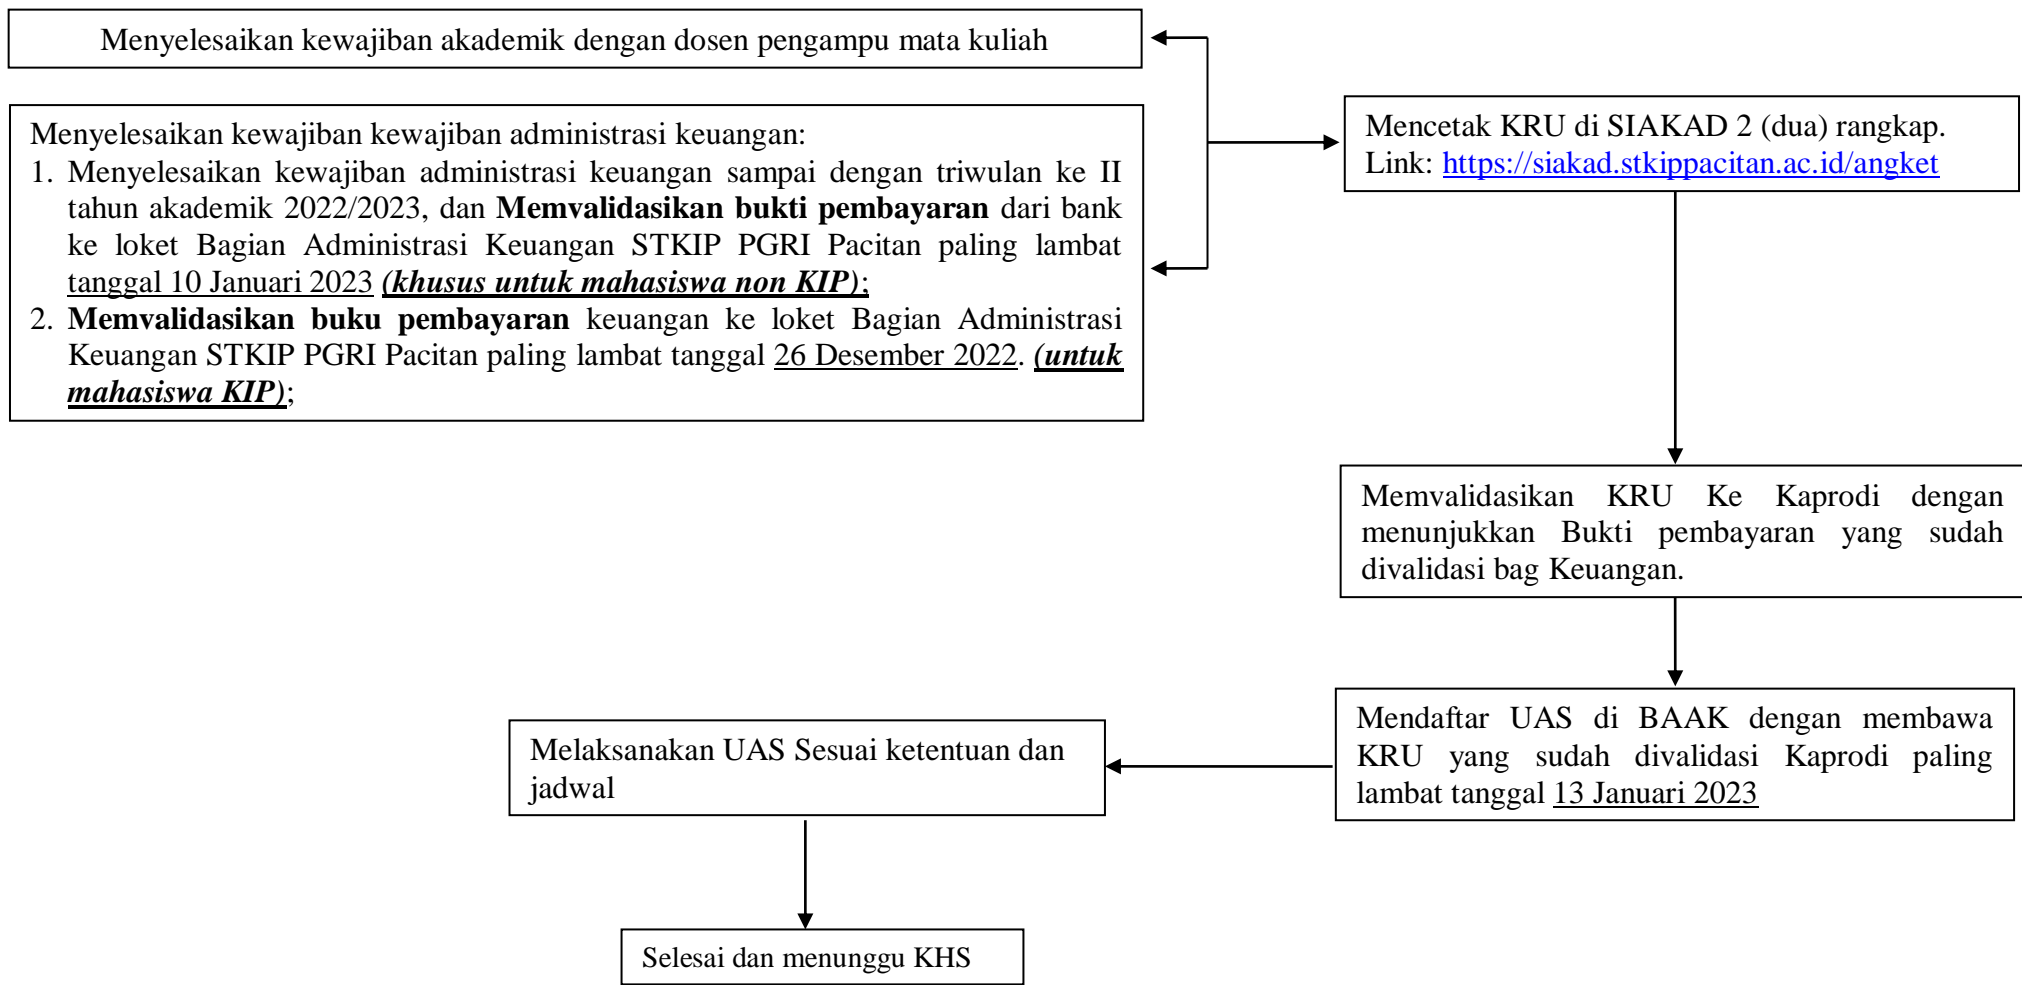 Menyelesaikan kewajiban akademik dengan dosen pengampu mata kuliah
Menyelesaikan kewajiban kewajiban administrasi keuangan:
1. Menyelesaikan kewajiban administrasi keuangan sampai dengan triwulan ke II
tahun akademik 2022/2023, dan Memvalidasikan bukti pembayaran dari bank
ke loket Bagian Administrasi Keuangan STKIP PGRI Pacitan paling lambat
tanggal 10 Januari 2023 (khusus untuk mahasiswa non KIP);
2. Memvalidasikan buku pembayaran keuangan ke loket Bagian Administrasi
Keuangan STKIP PGRI Pacitan paling lambat tanggal 26 Desember 2022. (untuk
mahasiswa KIP);
Mencetak KRU di SIAKAD 2 (dua) rangkap.
Link: https://siakad.stkippacitan.ac.id/angket
Memvalidasikan KRU Ke Kaprodi dengan
menunjukkan Bukti pembayaran yang sudah
divalidasi bag Keuangan.
Mendaftar UAS di BAAK dengan membawa
KRU yang sudah divalidasi Kaprodi paling
lambat tanggal 13 Januari 2023
Melaksanakan UAS Sesuai ketentuan dan
jadwal
Selesai dan menunggu KHS